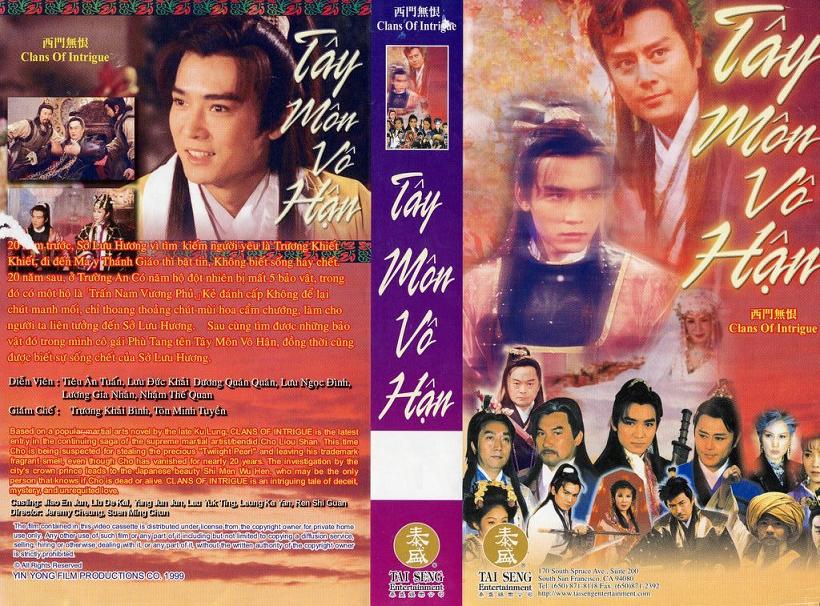 西門無恨
Clans Of Intrigue
Tây
Môn
Vô
Hận
20 năm trước, Sở Lưu Hương vì tìm kiếm người yêu là Trương Khiết
Khiết, đi đến Ma y Thánh Giáo thì bặt tin, Không biết sống hay chết.
20 năm sau, ở Trường An Có năm hộ đột nhiên bị mất 5 bảo vật, trong
đó có một hộ là Trấn Nam Vương Phủ, Kẻ đánh cắp Không để lại
chút manh mối, chỉ thoang thoảng chút mùi hoa cẩm chướng, làm cho
người ta liên tưởng đến Sở Lưu Hương. Sau cùng tìm được những bảo
vật đó trong mình cô gái Phù Tang tên Tây Môn Vô Hận, đồng thời cũng
được biết sự sống chết của Sở Lưu Hương.
Diễn Viên : Tiêu Ân Tuấn, Lưu Đức Khải Dương Quân Quân, Lưu Ngọc Đình,
Lương Gia Nhân, Nhậm Thế Quan
Giám Chế : Trương Khải Bình, Tôn Minh Tuyền
Based on a popular martial arts novel by the late Ku Lung, CLANS OF INTRIGUE is the latest
entry in the continuing saga of the supreme martial artist/bandid Cho Liou Shan. This time
Cho is being suspected for stealing the precious "Twilight Pearl" and leaving his trademark
fragrant smell, even though Cho has vanished for nearly 20 years. The investigation by the
city's crown prince leads to the Japanese beauty Shi Men Wu Hen, who may be the only
person that knows if Cho is dead or alive. CLANS OF INTRIGUE is an intriguing tale of deceit,
mystery, and unrequited love.
Casting: Jiao En Jun, Liu De Kai, Yang Jun Jun, Lau Yuk Ting, Leung Ka Yan, Ren Shi Guan
Director: Jeremy Cheung, Suen Ming Chun
The film contained in this video cassette is distributed under license from the copyright owner for private home
use only. Any other use of such film or any part of it including but not limited to copying a diffusion service,
selling, hiring or otherwise dealing with it, or any part of it, without the written authority of the copyright owner
is strictly prohibited.
© All Rights Reserved
YIN YONG FILM PRODUCTIONS CO. 1999
西門無恨
Clans Of Intrigue
Tây
Môn
Vô
Hận
泰
盛
TAI SENG
Entertainment
泰盛娛樂公司
Tây
Môn
Vô
Hận
西門無恨
Clans Of Intrigue
泰
盛
TAI SENG
Entertainment
泰盛娛樂公司
170 South Spruce Ave., Suite 200
South San Francisco, CA 94080
Tel: (650) 871-8118 Fax: (650)871-2392
http://www.taisengentertainment.com